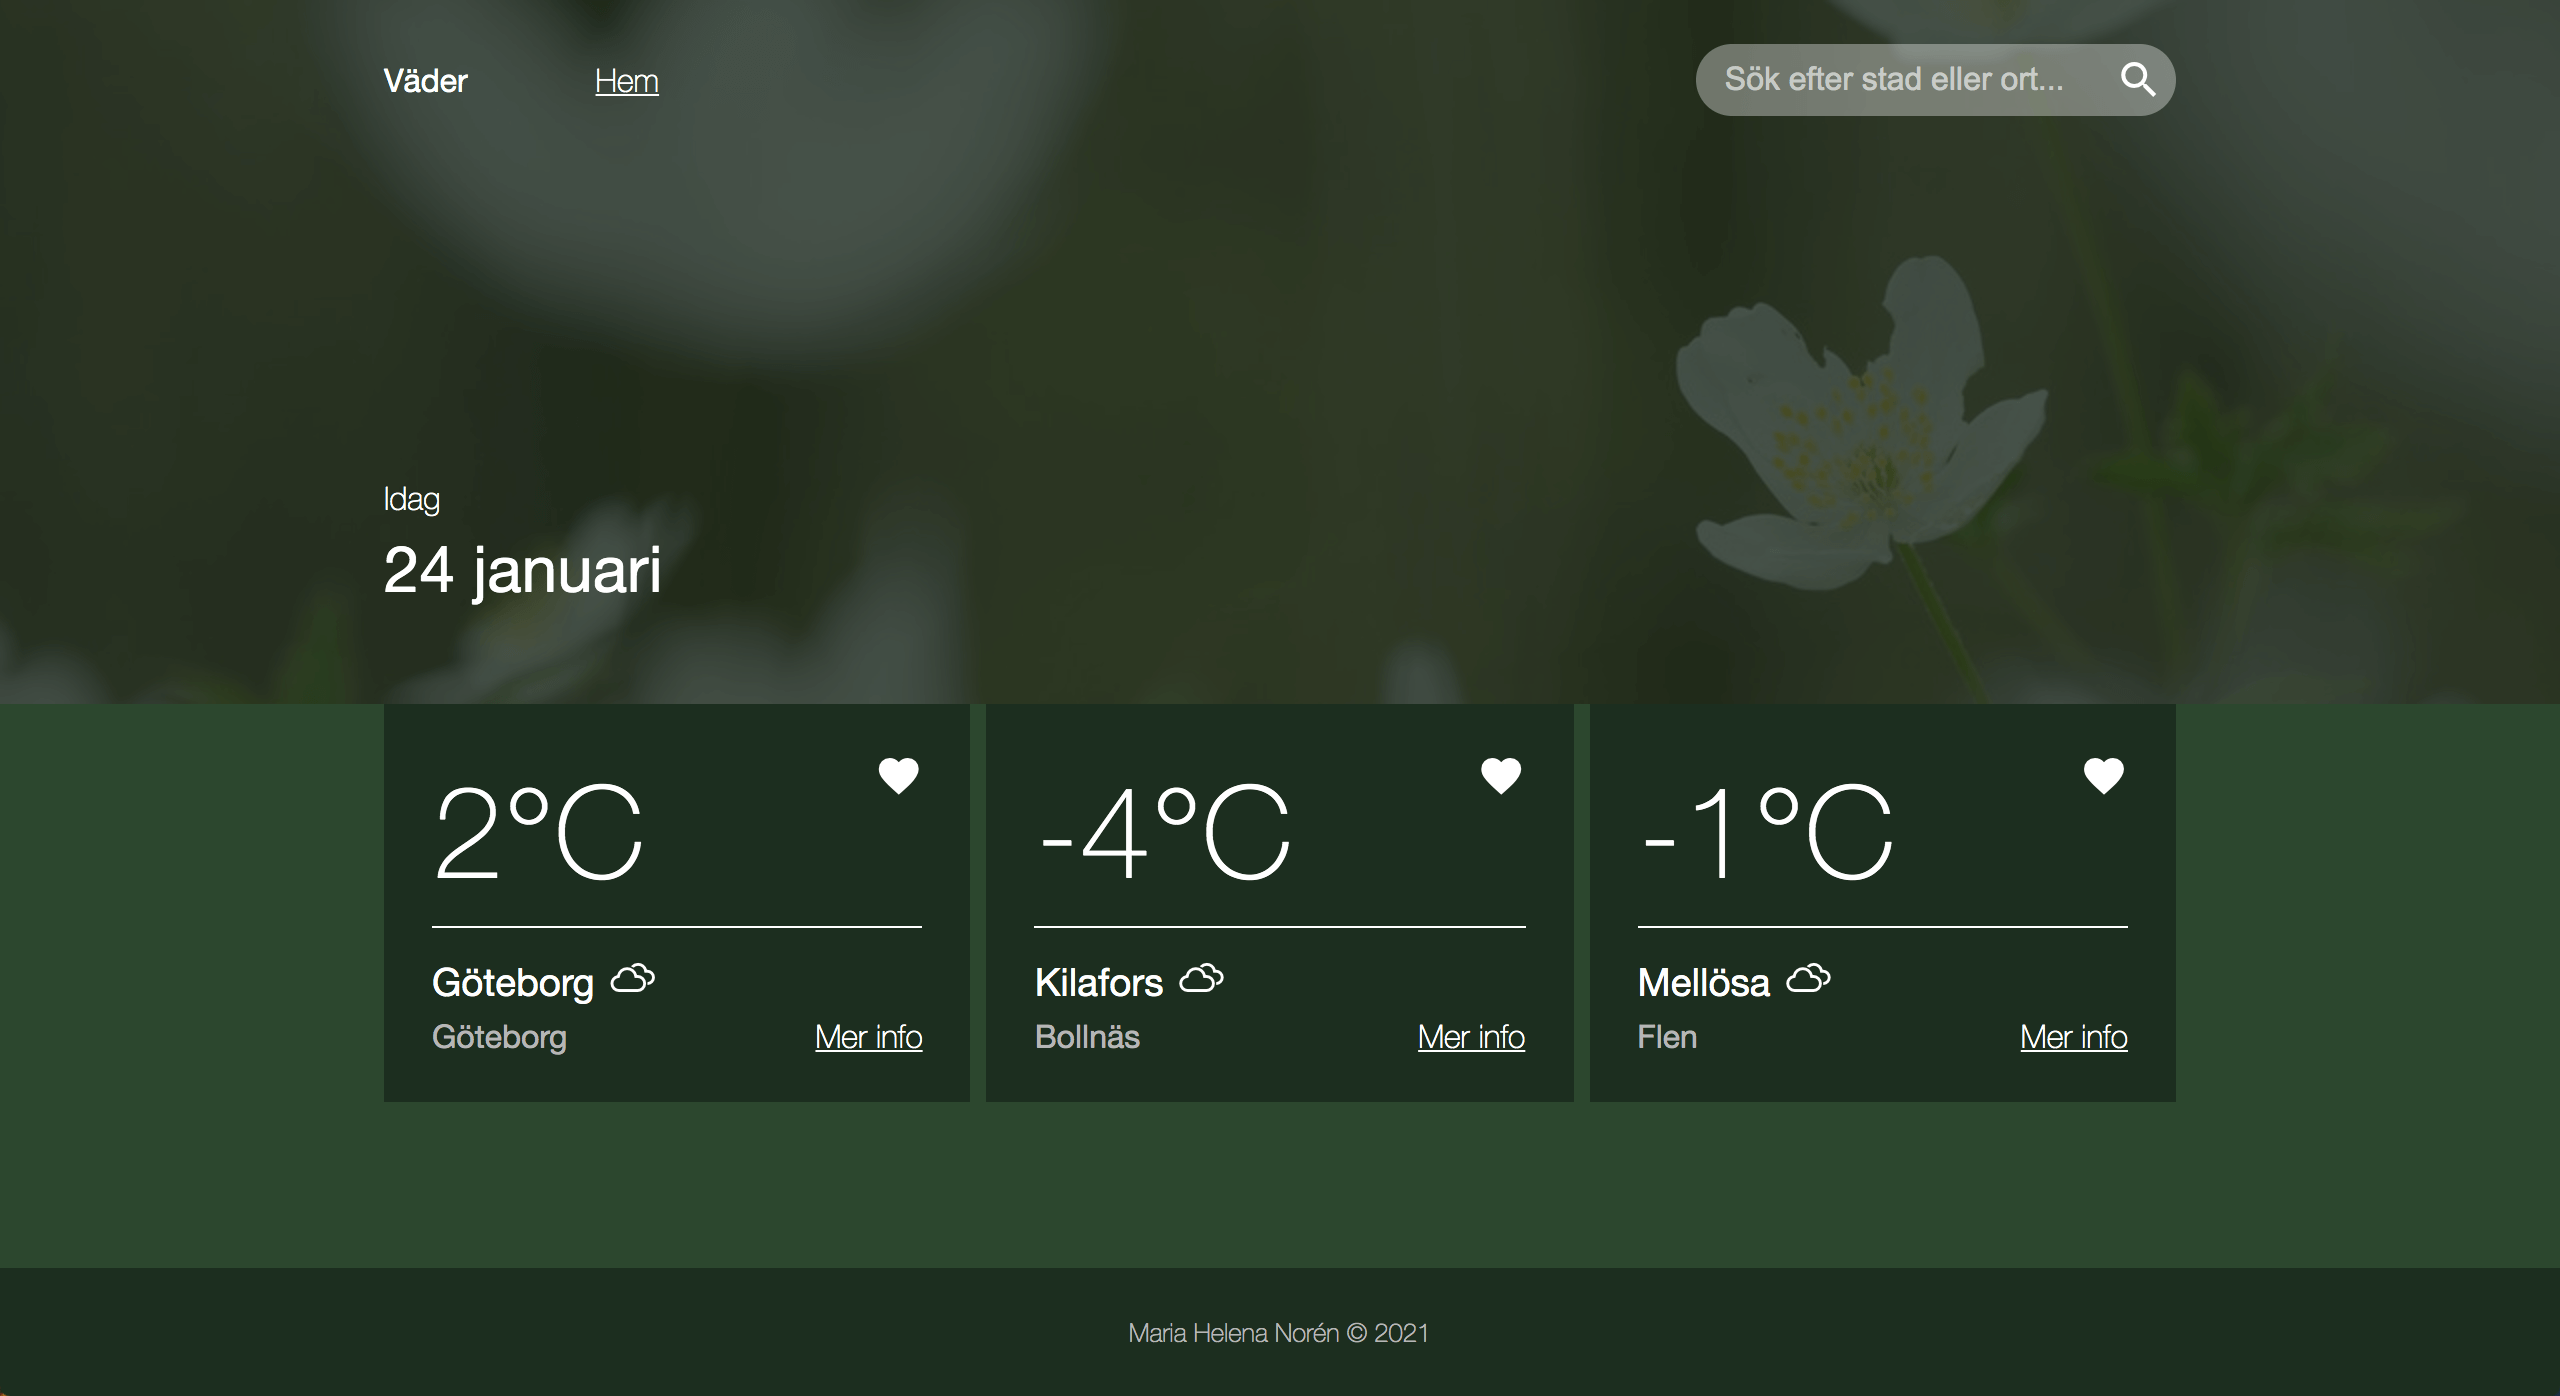 Väder
Hem
Sök efter stad eller ort...
Idag
24 januari
2°C
Göteborg
Göteborg
Mer info
-4°C
Kilafors
Bollnäs
Mer info
-1°C
Mellösa
Flen
Mer info
Maria Helena Norén © 2021